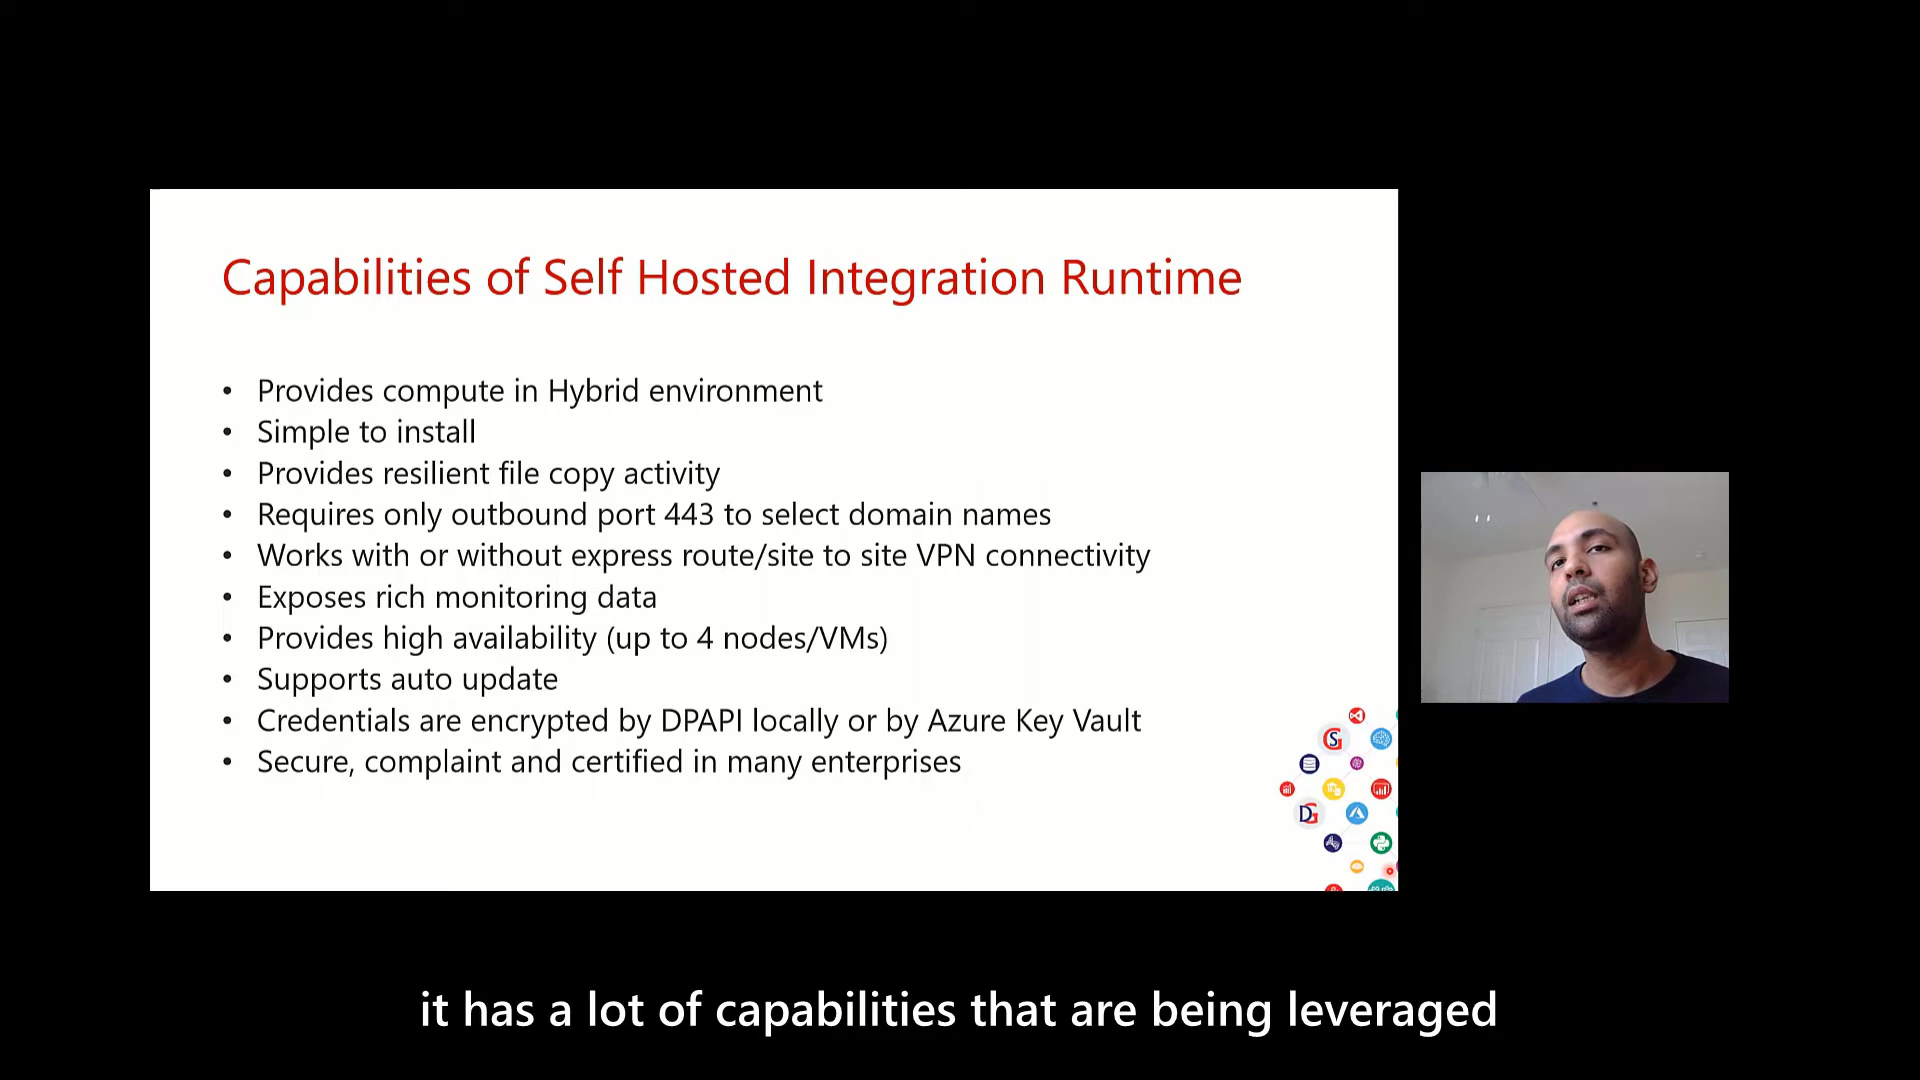 Capabilities of Self Hosted Integration Runtime
• Provides compute in Hybrid environment
• Simple to install
• Provides resilient file copy activity
• Requires only outbound port 443 to select domain names
• Works with or without express route/site to site VPN connectivity
• Exposes rich monitoring data
• Provides high availability (up to 4 nodes/VMs)
• Supports auto update
• Credentials are encrypted by DPAPI locally or by Azure Key Vault
• Secure, complaint and certified in many enterprises
GS
DG
it has a lot of capabilities that are being leveraged